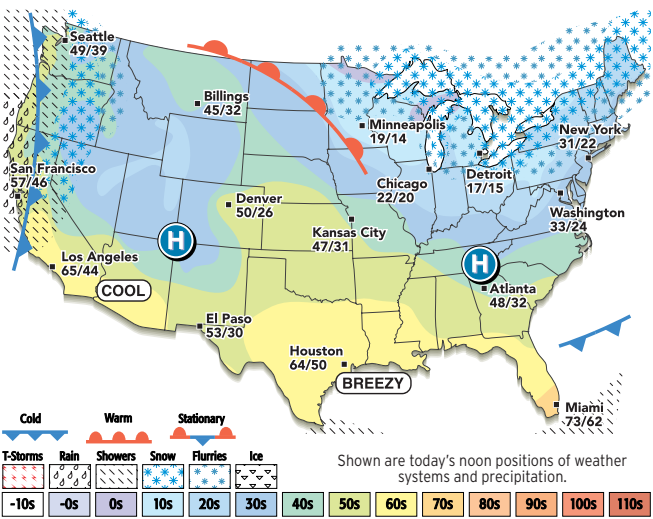 Seattle
49/39
Billings
45/32
Minneapolis
19/14
New York
31/22
San Francisco
57/46
Detroit
17/15
Chicago
22/20
Denver
50/26
Washington
33/24
Kansas City
47/31
H
H
Los Angeles
65/44
COOL
Atlanta
48/32
El Paso
53/30
Houston
64/50
BREEZY
Miami
73/62
Cold
Warm
Stationary
T-Storms
Rain
Showers
Snow
Flurries
Ice
Shown are today's noon positions of weather
systems and precipitation.
-10s
-0s
0s
10s
20s
30s
40s
50s
60s
70s
80s
90s
100s
110s